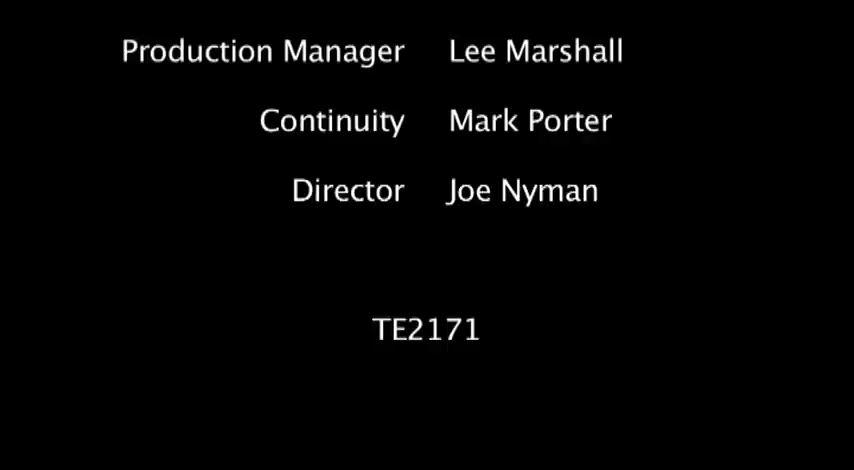 Production Manager Lee Marshall
Continuity Mark Porter
Director Joe Nyman
TE2171